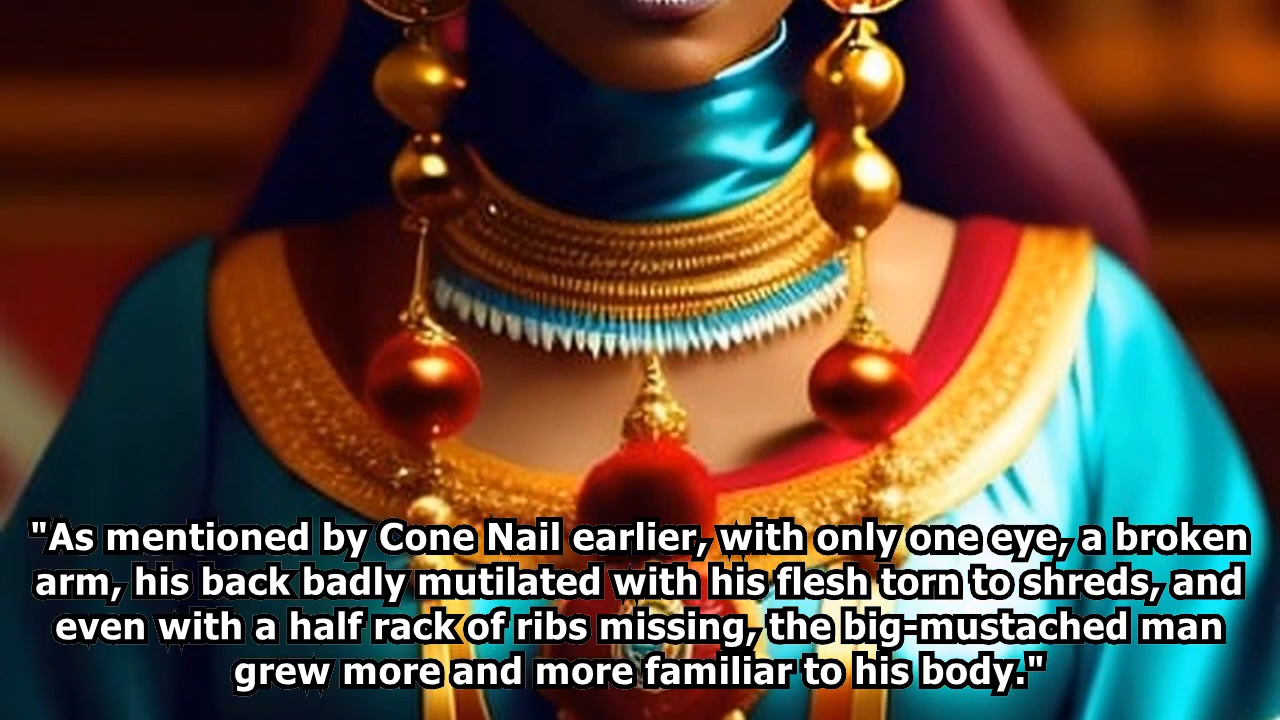 "As mentioned by Cone Nail earlier, with only one eye, a broken
arm, his back badly mutilated with his flesh torn to shreds, and
even with a half rack of ribs missing, the big-mustached man
grew more and more familiar to his body."